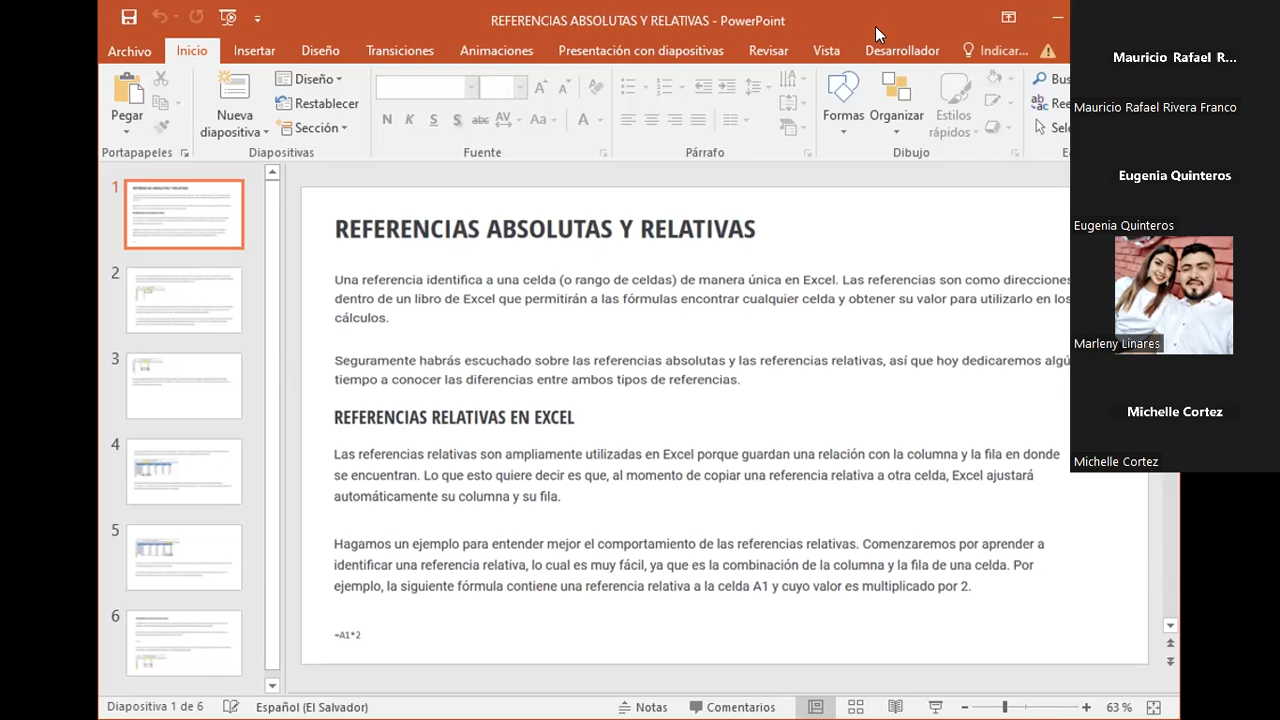 REFERENCIAS ABSOLUTAS Y RELATIVAS - PowerPoint
Archivo Inicio Insertar Diseño Transiciones Animaciones Presentación con diapositivas Revisar Vista Desarrollador Indicar...
Pegar
Portapapeles
Nueva
diapositiva
Diseño
Restablecer
Sección
Diapositivas
N K S S abc AV Aa A
Fuente
Párrafo
Formas
Organizar
Estilos
rápidos
Dibujo
1
2
3
4
5
6
REFERENCIAS ABSOLUTAS Y RELATIVAS
Una referencia identifica a una celda (o rango de celdas) de manera única en Excel. Las referencias son como direcciones
dentro de un libro de Excel que permitirán a las fórmulas encontrar cualquier celda y obtener su valor para utilizarlo en los
cálculos.
Seguramente habrás escuchado sobre las referencias absolutas y las referencias relativas, así que hoy dedicaremos algú
tiempo a conocer las diferencias entre ambos tipos de referencias.
REFERENCIAS RELATIVAS EN EXCEL
Las referencias relativas son ampliamente utilizadas en Excel porque guardan una relación con la columna y la fila en donde
se encuentran. Lo que esto quiere decir es que, al momento de copiar una referencia relativa a otra celda, Excel ajustará
automáticamente su columna y su fila.
Hagamos un ejemplo para entender mejor el comportamiento de las referencias relativas. Comenzaremos por aprender a
identificar una referencia relativa, lo cual es muy fácil, ya que es la combinación de la columna y la fila de una celda. Por
ejemplo, la siguiente fórmula contiene una referencia relativa a la celda A1 y cuyo valor es multiplicado por 2.
=A1*2
Diapositiva 1 de 6 Español (El Salvador) Notas Comentarios 63 %
Mauricio Rafael R...
Mauricio Rafael Rivera Franco
Eugenia Quinteros
Eugenia Quinteros
Marleny Linares
Michelle Cortez
Michelle Cortez